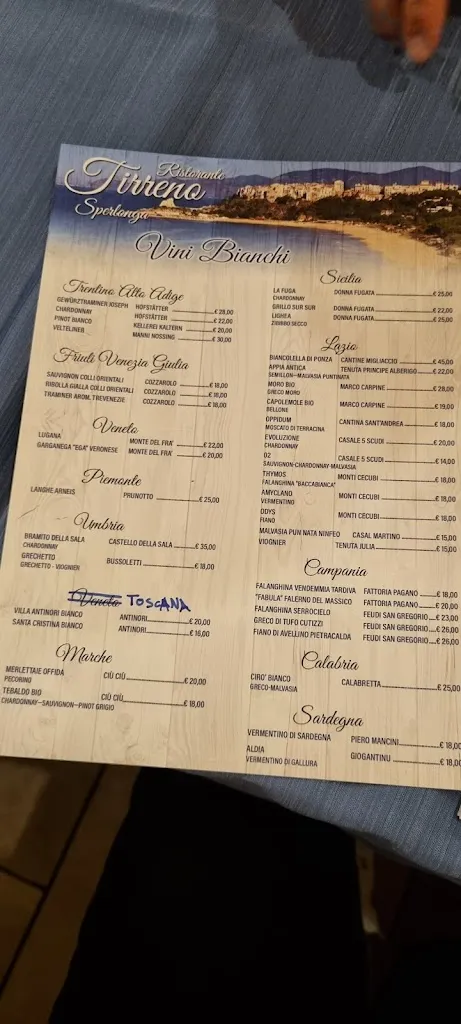 Ristorante
Tirreno
Sperlonga
Vini Bianchi
Trentino Alto Adige
GEWÜRZTRAMINER JOSEPH HOFSTÄTTER € 28,00
CHARDONNAY HOFSTÄTTER € 22,00
PINOT BIANCO KELLEREI KALTERN € 20,00
VELTELINER MANNI NOSSING € 30,00
Friuli Venezia Giulia
SAUVIGNON COLLI ORIENTALI COZZAROLO € 18,00
RIBOLLA GIALLA COLLI ORIENTALI COZZAROLO € 18,00
TRAMINER AROM. TREVENEZIE COZZAROLO € 18,00
Veneto
LUGANA MONTE DEL FRA' € 22,00
GARGANEGA "EGA" VERONESE MONTE DEL FRA' € 20,00
Piemonte
LANGHE ARNEIS PRUNOTTO € 25,00
Umbria
BRAMITO DELLA SALA CASTELLO DELLA SALA € 35,00
CHARDONNAY
GRECHETTO BUSSOLETTI € 18,00
GRECHETTO - VIOGNIER
Veneto TOSCANA
VILLA ANTINORI BIANCO ANTINORI € 20,00
SANTA CRISTINA BIANCO ANTINORI € 16,00
Marche
MERLETTAIE OFFIDA CIÙ CIÙ € 20,00
PECORINO
TEBALDO BIO CIÙ CIÙ € 18,00
CHARDONNAY-SAUVIGNON-PINOT GRIGIO
Sicilia
LA FUGA DONNA FUGATA € 25,00
CHARDONNAY
GRILLO SUR SUR DONNA FUGATA € 22,00
LIGHEA DONNA FUGATA € 25,00
ZIBIBBO SECCO
Lazio
BIANCOLELLA DI PONZA CANTINE MIGLIACCIO € 45,00
APPIA ANTICA TENUTA PRINCIPE ALBERIGO € 22,00
SEMILLON-MALVASIA PUNTINATA
MORO BIO MARCO CARPINE € 28,00
GRECO MORO
CAPOLEMOLE BIO MARCO CARPINE € 19,00
BELLONE
OPPIDUM CANTINA SANT'ANDREA € 18,00
MOSCATO DI TERRACINA
EVOLUZIONE CASALE 5 SCUDI € 20,00
CHARDONNAY
02 CASALE 5 SCUDI € 14,00
SAUVIGNON-CHARDONNAY-MALVASIA
THYMOS MONTI CECUBI € 18,00
FALANGHINA "BACCABIANCA"
AMYCLANO MONTI CECUBI € 18,00
VERMENTINO
ODYS MONTI CECUBI € 18,00
FIANO
MALVASIA PUN NATA NINFEO CASAL MARTINO € 15,00
VIOGNIER TENUTA JULIA € 15,00
Campania
FALANGHINA VENDEMMIA TARDIVA FATTORIA PAGANO € 18,00
"FABULA" FALERNO DEL MASSICO FATTORIA PAGANO € 20,00
FALANGHINA SERROCIELO FEUDI SAN GREGORIO € 23,00
GRECO DI TUFO CUTIZZI FEUDI SAN GREGORIO € 26,00
FIANO DI AVELLINO PIETRACALDA FEUDI SAN GREGORIO € 26,00
Calabria
CIRO' BIANCO CALABRETTA € 25,00
GRECO-MALVASIA
Sardegna
VERMENTINO DI SARDEGNA PIERO MANCINI € 18,00
ALDIA GIOGANTINU € 18,00
VERMENTINO DI GALLURA